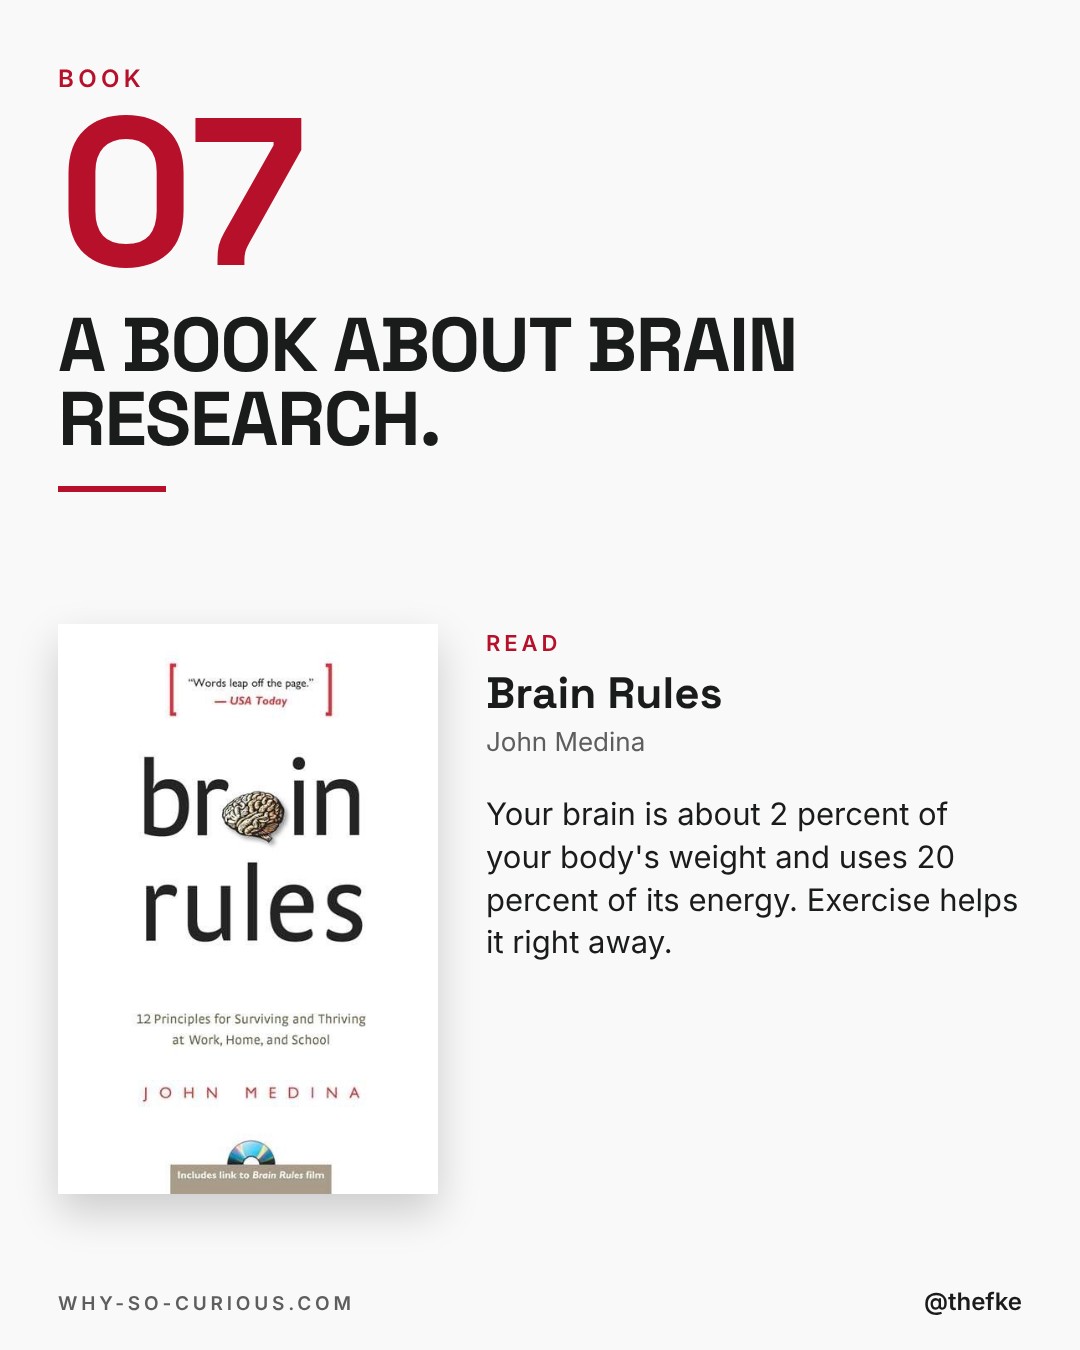 BOOK
07
A BOOK ABOUT BRAIN
RESEARCH.
“Words leap off the page.”
— USA Today
brain
rules
12 Principles for Surviving and Thriving
at Work, Home, and School
JOHN MEDINA
Includes link to Brain Rules film
READ
Brain Rules
John Medina
Your brain is about 2 percent of
your body's weight and uses 20
percent of its energy. Exercise helps
it right away.
WHY-SO-CURIOUS.COM
@thefke